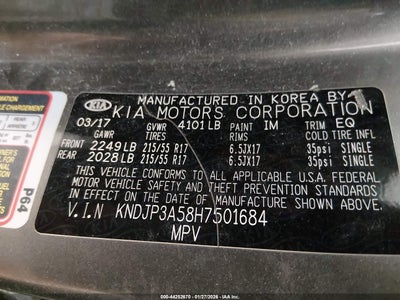 MANUFACTURED IN KOREA BY
KIA KIA MOTORS CORPORATION
03/17 GVWR 4101LB PAINT IM TRIM EQ
GAWR TIRES RIMS COLD TIRE INFL
FRONT 2249LB 215/55 R17 6.5JX17 35psi SINGLE
REAR 2028LB 215/55 R17 6.5JX17 35psi SINGLE
THIS VEHICLE CONFORMS TO ALL APPLICABLE U.S.A. FEDERAL
MOTOR VEHICLE SAFETY AND THEFT PREVENTION STANDARDS
IN EFFECT ON THE DATE OF MANUFACTURE SHOWN ABOVE.
V.I.N KNDJP3A58H7501684
MPV
P64
000-44252670 - 01/27/2026 - IAAI